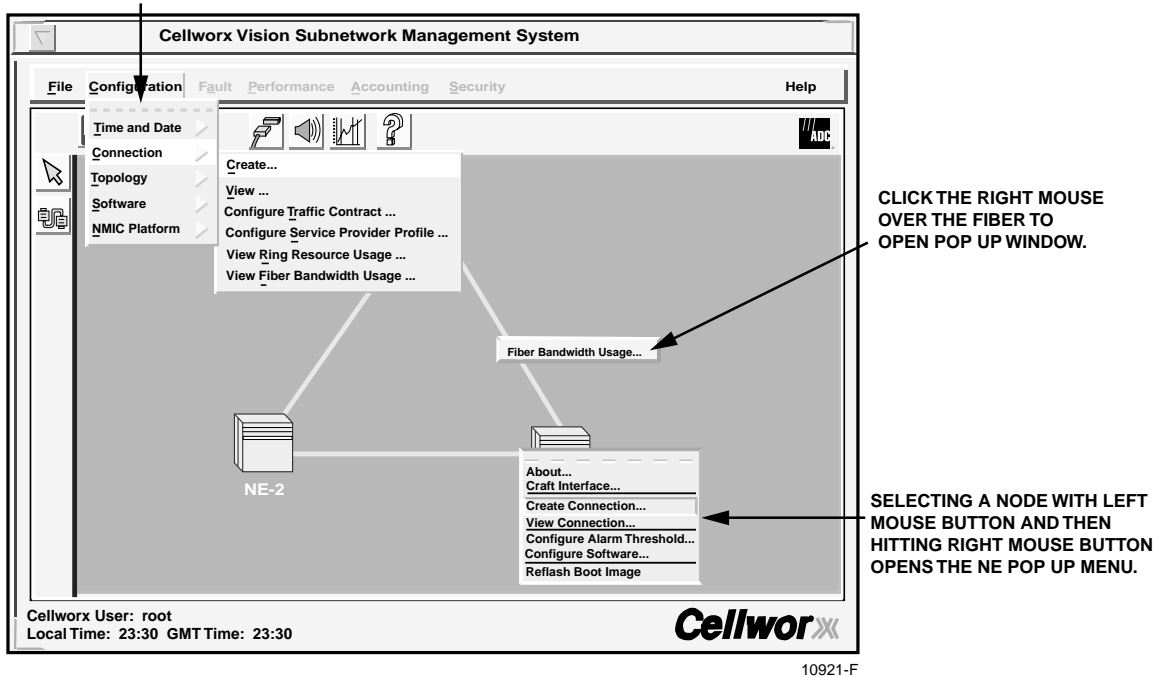 Cellworx Vision Subnetwork Management System
File Configuration Fault Performance Accounting Security Help
Time and Date
Connection
Topology
Software
NMIC Platform
ADC
Create...
View ...
Configure Traffic Contract ...
Configure Service Provider Profile ...
View Ring Resource Usage ...
View Fiber Bandwidth Usage ...
CLICK THE RIGHT MOUSE
OVER THE FIBER TO
OPEN POP UP WINDOW.
Fiber Bandwidth Usage...
NE-2
About...
Craft Interface...
Create Connection...
View Connection...
Configure Alarm Threshold...
Configure Software...
Reflash Boot Image
SELECTING A NODE WITH LEFT
MOUSE BUTTON AND THEN
HITTING RIGHT MOUSE BUTTON
OPENS THE NE POP UP MENU.
Cellworx User: root
Local Time: 23:30 GMT Time: 23:30
Cellworx
10921-F